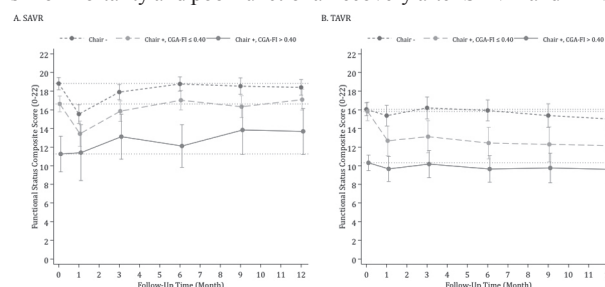 A. SAVR
Chair - Chair +, CGA-FI ≤ 0.40 Chair +, CGA-FI > 0.40
Functional Status Composite Score (0-22)
22
20
18
16
14
12
10
8
6
4
2
0
0 1 2 3 4 5 6 7 8 9 10 11 12
Follow-Up Time (Month)
B. TAVR
Chair - Chair +, CGA-FI ≤ 0.40 Chair +, CGA-FI > 0.40
Functional Status Composite Score (0-22)
22
20
18
16
14
12
10
8
6
4
2
0
0 1 2 3 4 5 6 7 8 9 10 11
Follow-Up Time (Month)